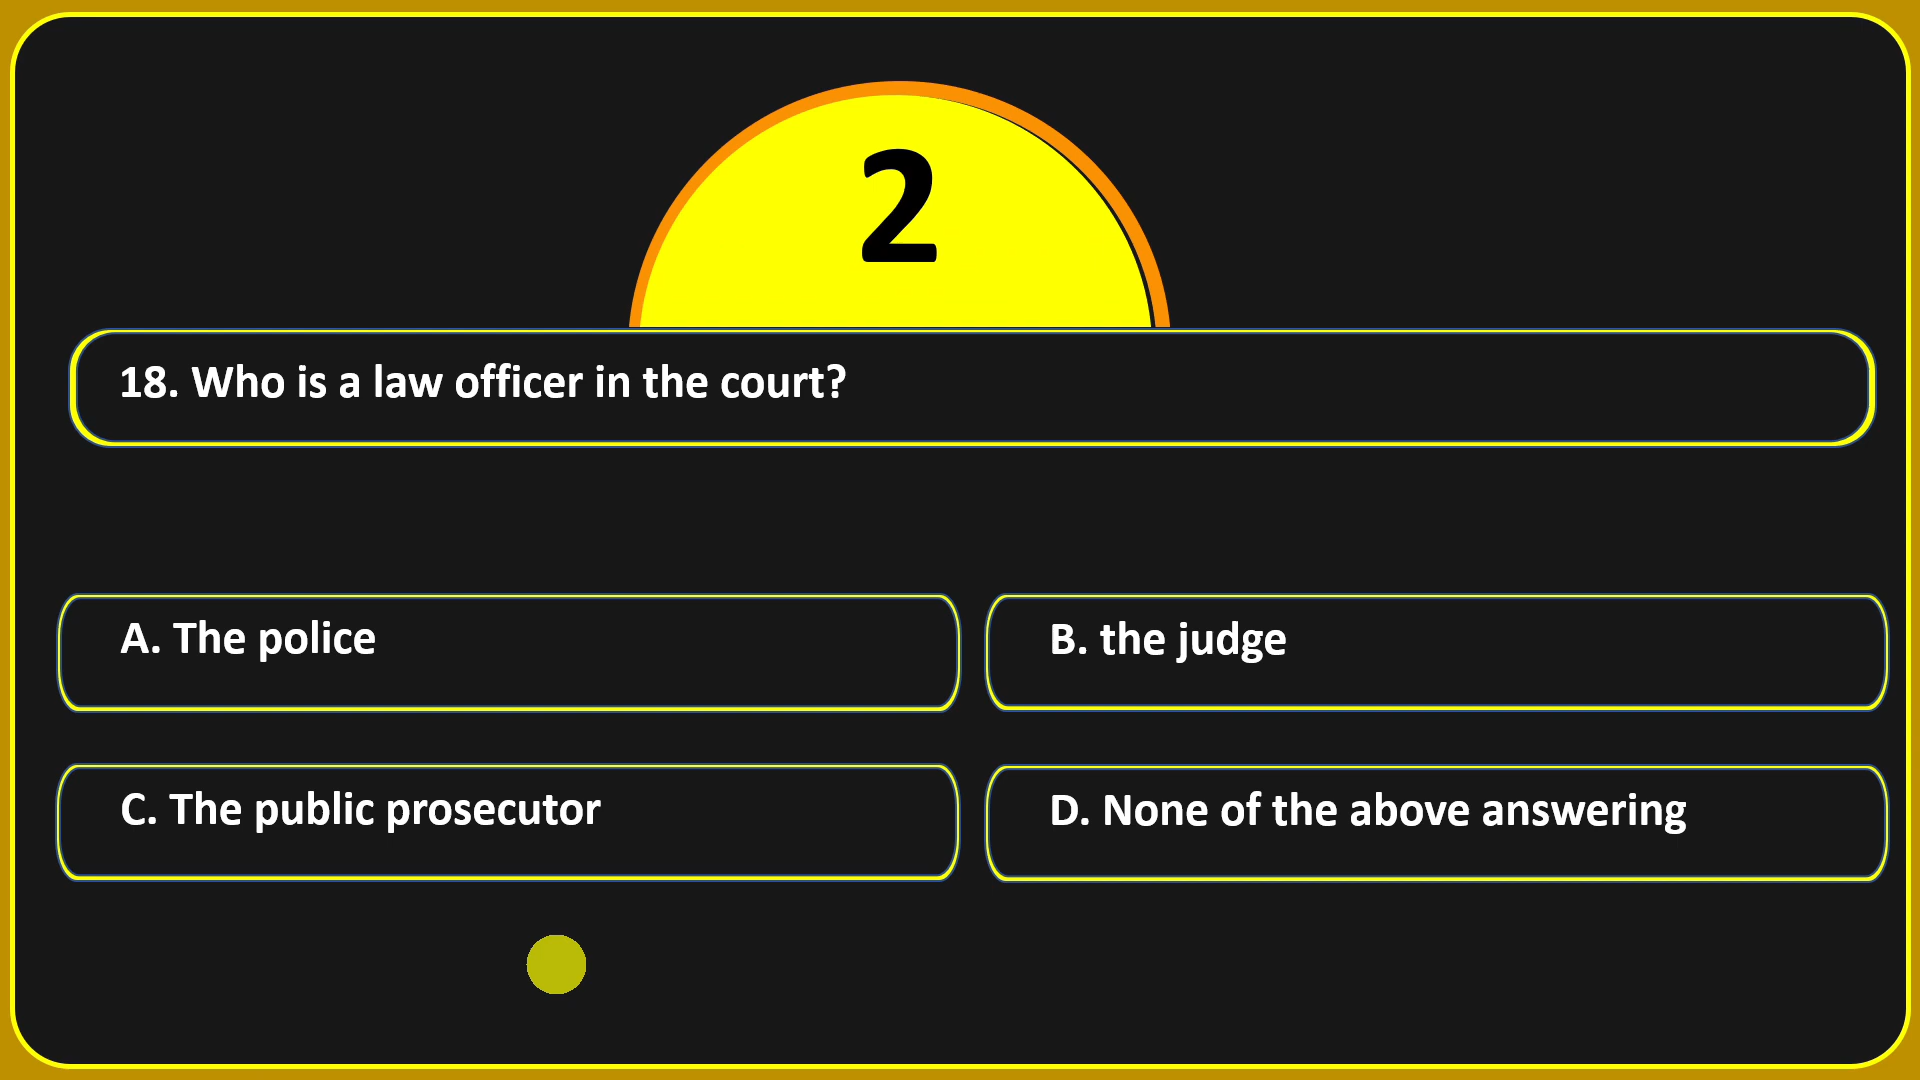 2
18. Who is a law officer in the court?
A. The police
B. the judge
C. The public prosecutor
D. None of the above answering